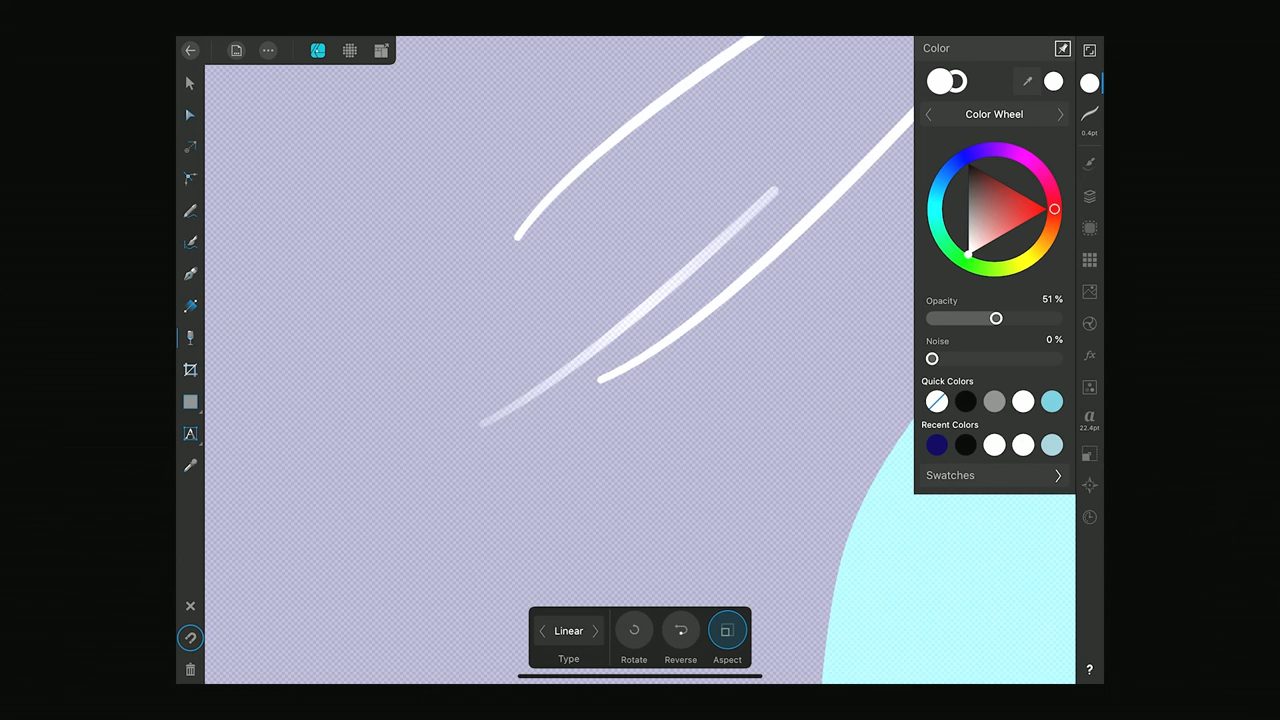 Color
Color Wheel
0.4pt
Opacity
51 %
Noise
0 %
Quick Colors
Recent Colors
a
22.4pt
Swatches
fx
A
Linear
Type
Rotate
Reverse
Aspect
?